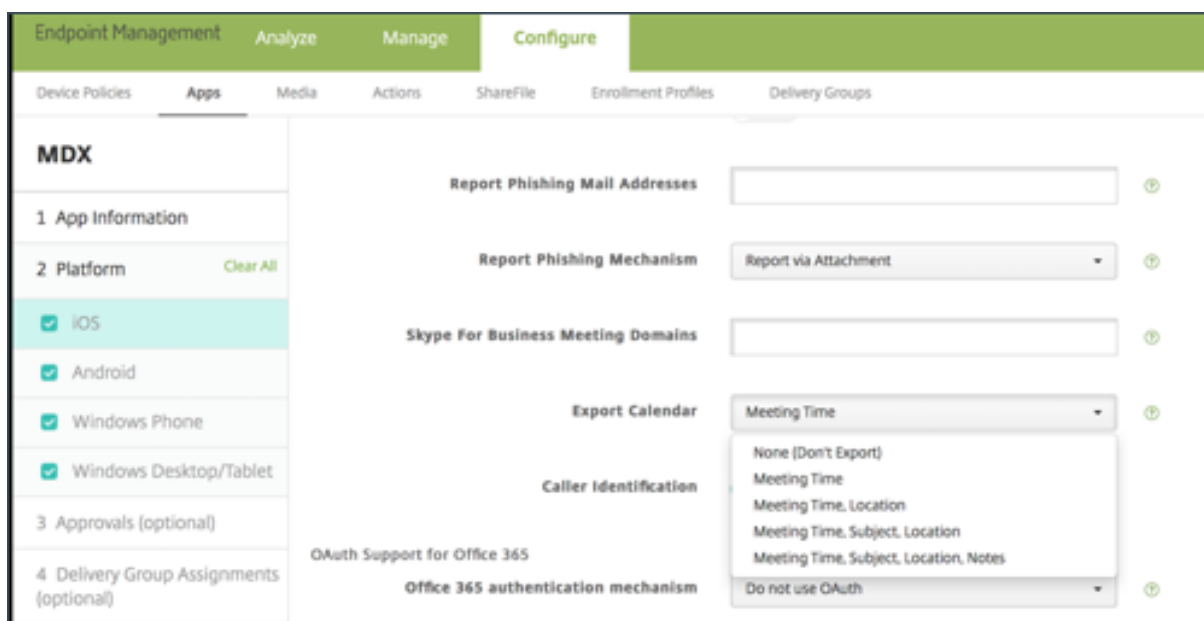 Endpoint Management Analyze Manage Configure
Device Policies Apps Media Actions ShareFile Enrollment Profiles Delivery Groups
MDX
1 App Information
2 Platform Clear All
iOS
Android
Windows Phone
Windows Desktop/Tablet
3 Approvals (optional)
4 Delivery Group Assignments
(optional)
Report Phishing Mail Addresses
Report Phishing Mechanism Report via Attachment
Skype For Business Meeting Domains
Export Calendar Meeting Time
None (Don't Export)
Meeting Time
Meeting Time, Location
Meeting Time, Subject, Location
Meeting Time, Subject, Location, Notes
Caller Identification
OAuth Support for Office 365
Office 365 authentication mechanism Do not use OAuth